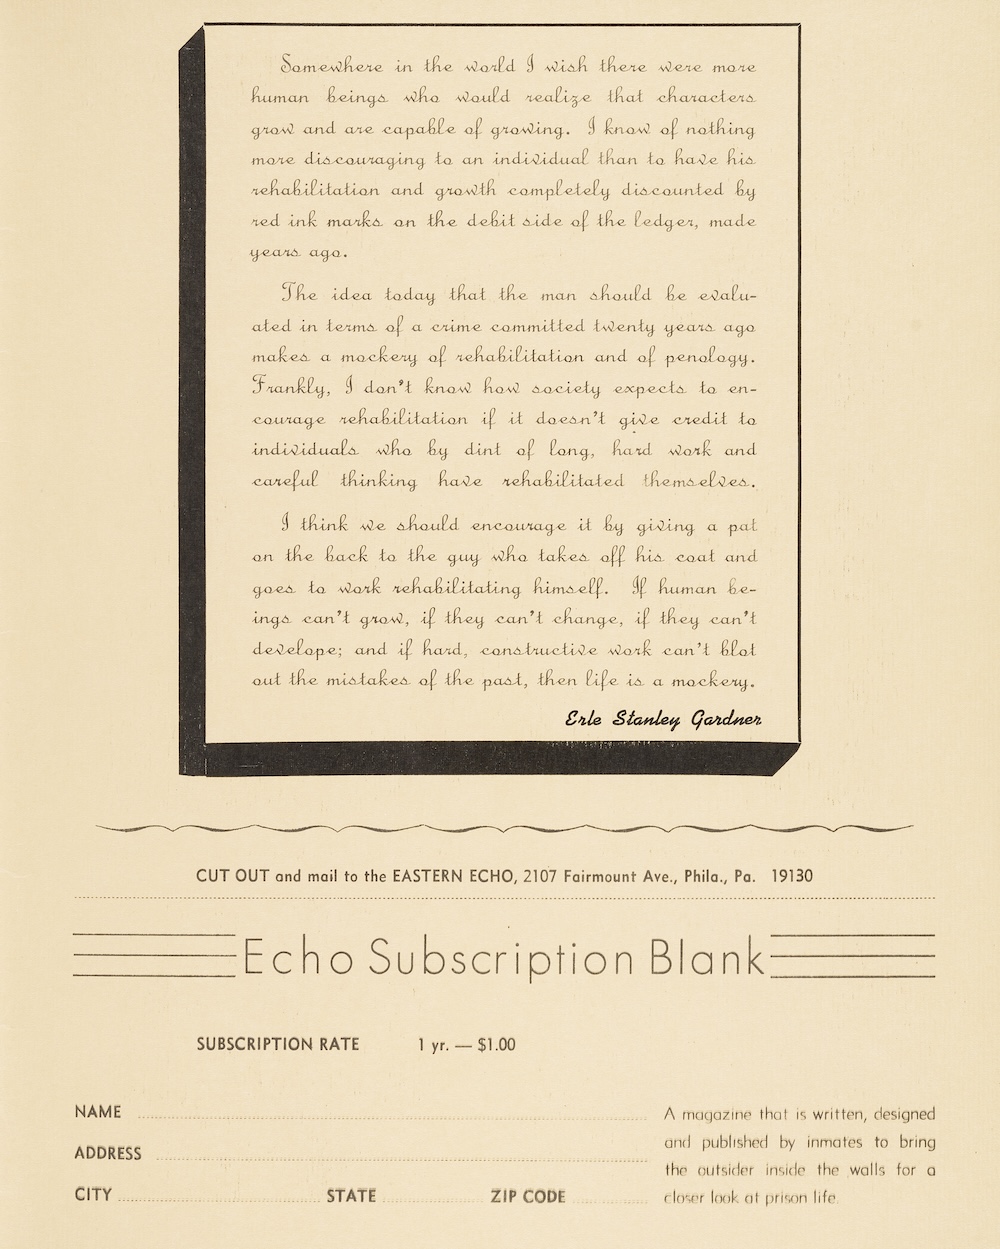 Somewhere in the world I wish there were more
human beings who would realize that characters
grow and are capable of growing. I know of nothing
more discouraging to an individual than to have his
rehabilitation and growth completely discounted by
red ink marks on the debit side of the ledger, made
years ago.
The idea today that the man should be evalu-
ated in terms of a crime committed twenty years ago
makes a mockery of rehabilitation and of penology.
Frankly, I don't know how society expects to en-
courage rehabilitation if it doesn't give credit to
individuals who by dint of long, hard work and
careful thinking have rehabilitated themselves.
I think we should encourage it by giving a pat
on the back to the guy who takes off his coat and
goes to work rehabilitating himself. If human be-
ings can't grow, if they can't change, if they can't
develope; and if hard, constructive work can't blot
out the mistakes of the past, then life is a mockery.
Erle Stanley Gardner
CUT OUT and mail to the EASTERN ECHO, 2107 Fairmount Ave., Phila., Pa. 19130
Echo Subscription Blank
SUBSCRIPTION RATE 1 yr. — $1.00
NAME
ADDRESS
CITY STATE ZIP CODE
A magazine that is written, designed
and published by inmates to bring
the outsider inside the walls for a
closer look at prison life.